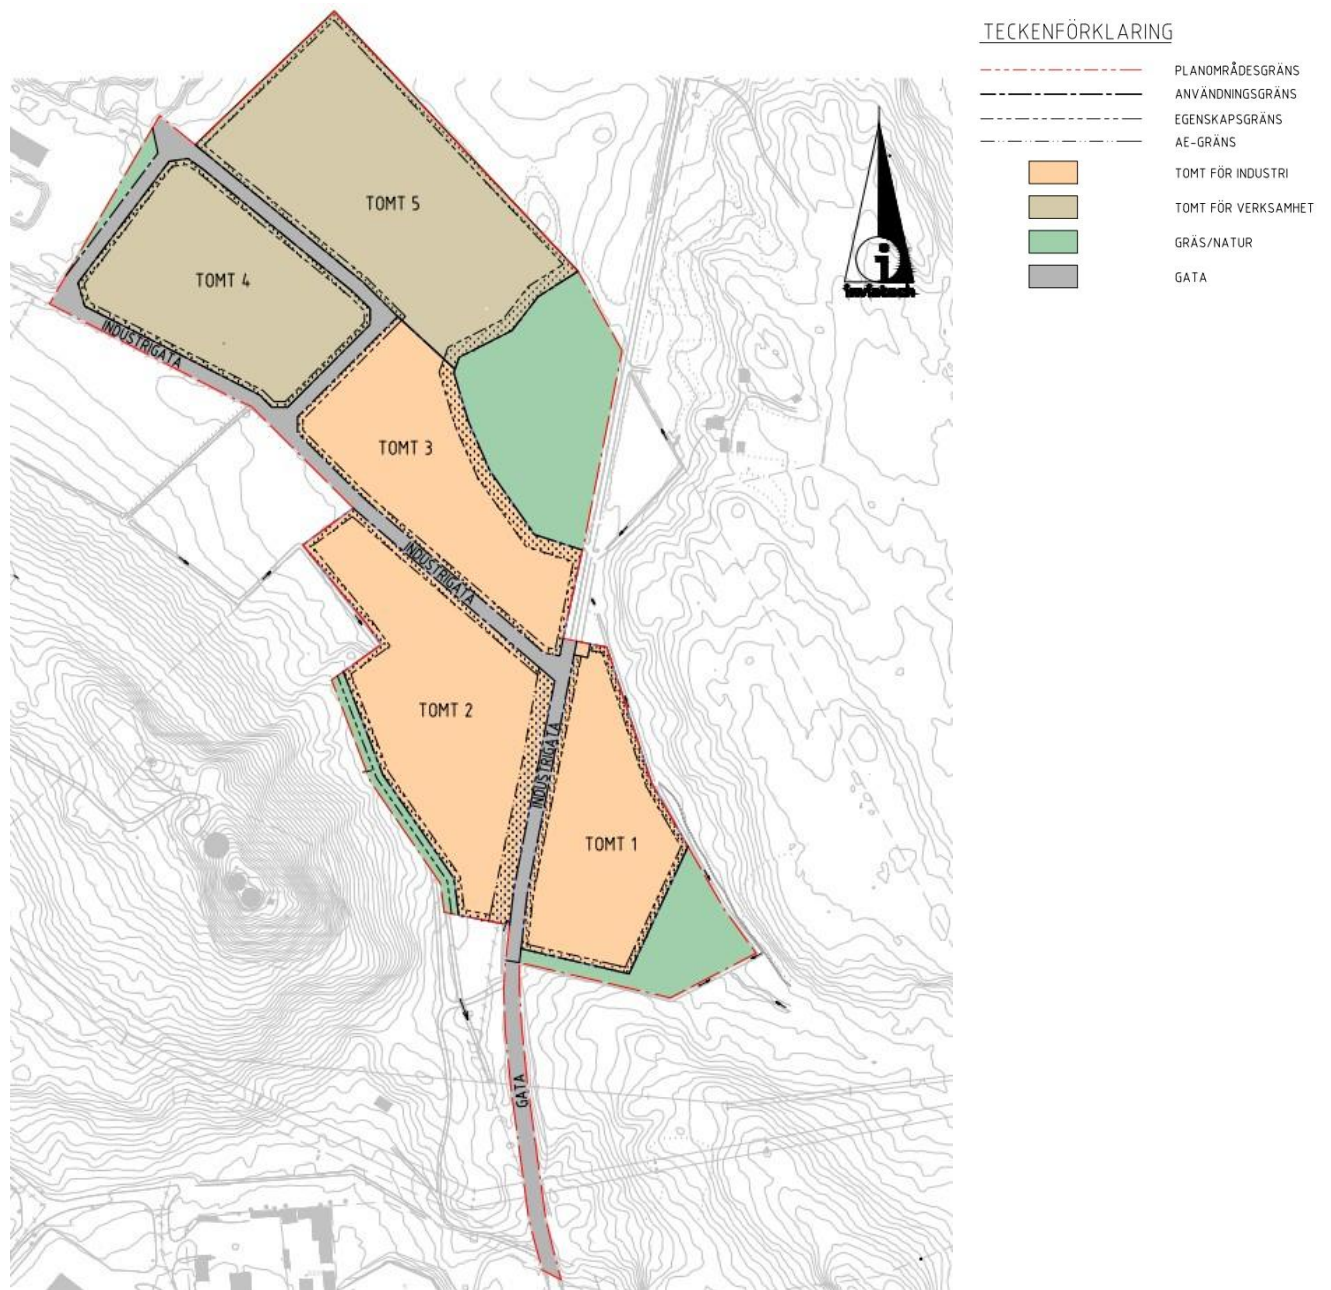 TECKENFÖRKLARING
PLANOMRÅDESGRÄNS
ANVÄNDNINGSGRÄNS
EGENSKAPSGRÄNS
AE-GRÄNS
TOMT FÖR INDUSTRI
TOMT FÖR VERKSAMHET
GRÄS/NATUR
GATA
TOMT 5
TOMT 4
INDUSTRIGATA
TOMT 3
INDUSTRIGATA
TOMT 2
INDUSTRIGATA
TOMT 1
GATA